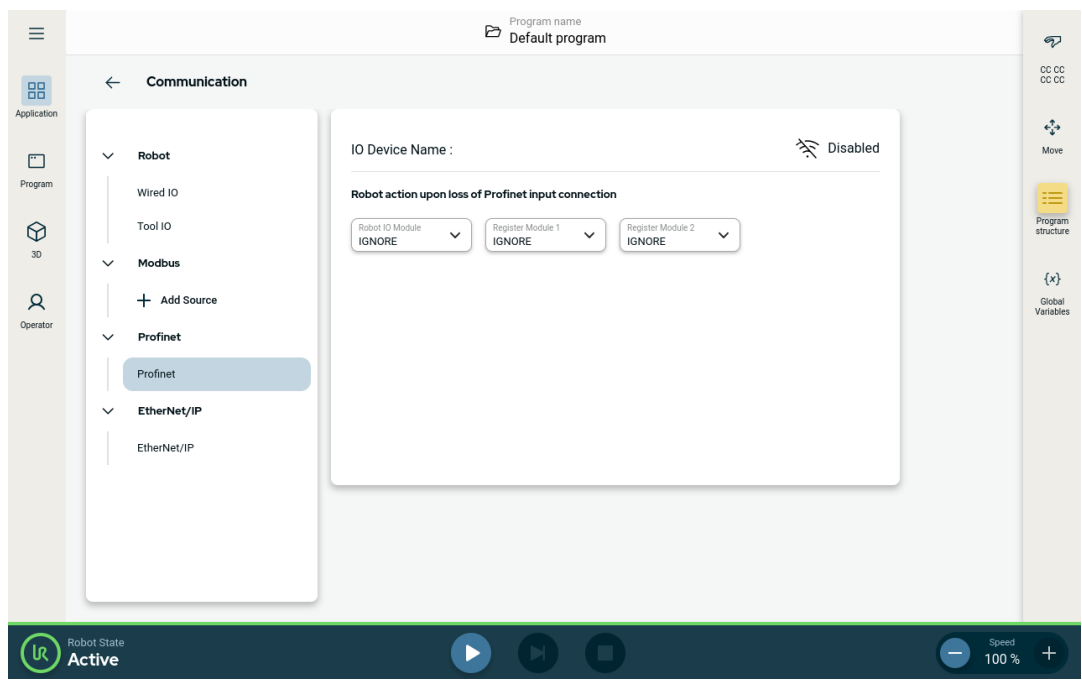 Program name
Default program
Application
Program
3D
Operator
Communication
Robot
Wired IO
Tool IO
Modbus
Add Source
Profinet
Profinet
EtherNet/IP
EtherNet/IP
IO Device Name :
Disabled
Robot action upon loss of Profinet input connection
Robot IO Module
IGNORE
Register Module 1
IGNORE
Register Module 2
IGNORE
CC CC
CC CC
Move
Program
structure
{x}
Global
Variables
UR
Robot State
Active
Speed
100 %